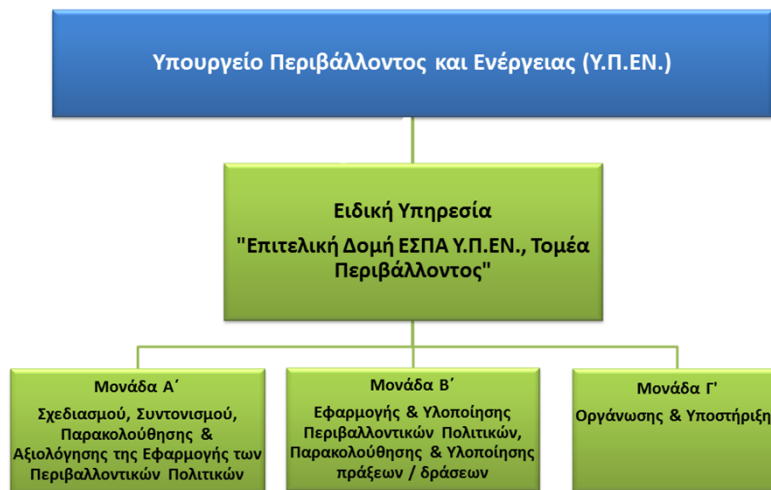 Υπουργείο Περιβάλλοντος και Ενέργειας (Υ.Π.ΕΝ.)
Ειδική Υπηρεσία
"Επιτελική Δομή ΕΣΠΑ Υ.Π.ΕΝ., Τομέα
Περιβάλλοντος"
Μονάδα Α΄
Σχεδιασμού, Συντονισμού,
Παρακολούθησης &
Αξιολόγησης της Εφαρμογής των
Περιβαλλοντικών Πολιτικών
Μονάδα Β΄
Εφαρμογής & Υλοποίησης
Περιβαλλοντικών Πολιτικών,
Παρακολούθησης & Υλοποίησης
πράξεων / δράσεων
Μονάδα Γ'
Οργάνωσης & Υποστήριξη